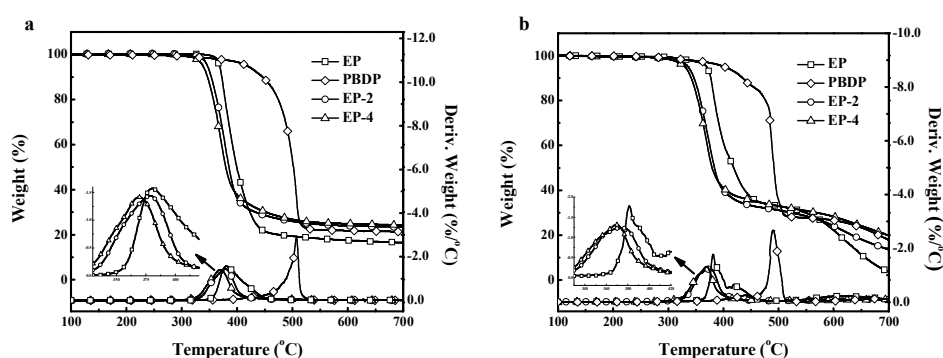 a
100
80
60
40
20
0
Weight (%)
-12.0
-11.0
-10.0
-8.0
-6.0
-4.0
-2.0
0.0
Deriv. Weight (%/°C)
EP
PBDP
EP-2
EP-4
100 200 300 400 500 600 700
Temperature (°C)
b
100
80
60
40
20
0
Weight (%)
-10.0
-8.0
-6.0
-4.0
-2.0
0.0
Deriv. Weight (%/°C)
EP
PBDP
EP-2
EP-4
100 200 300 400 500 600 700
Temperature (°C)